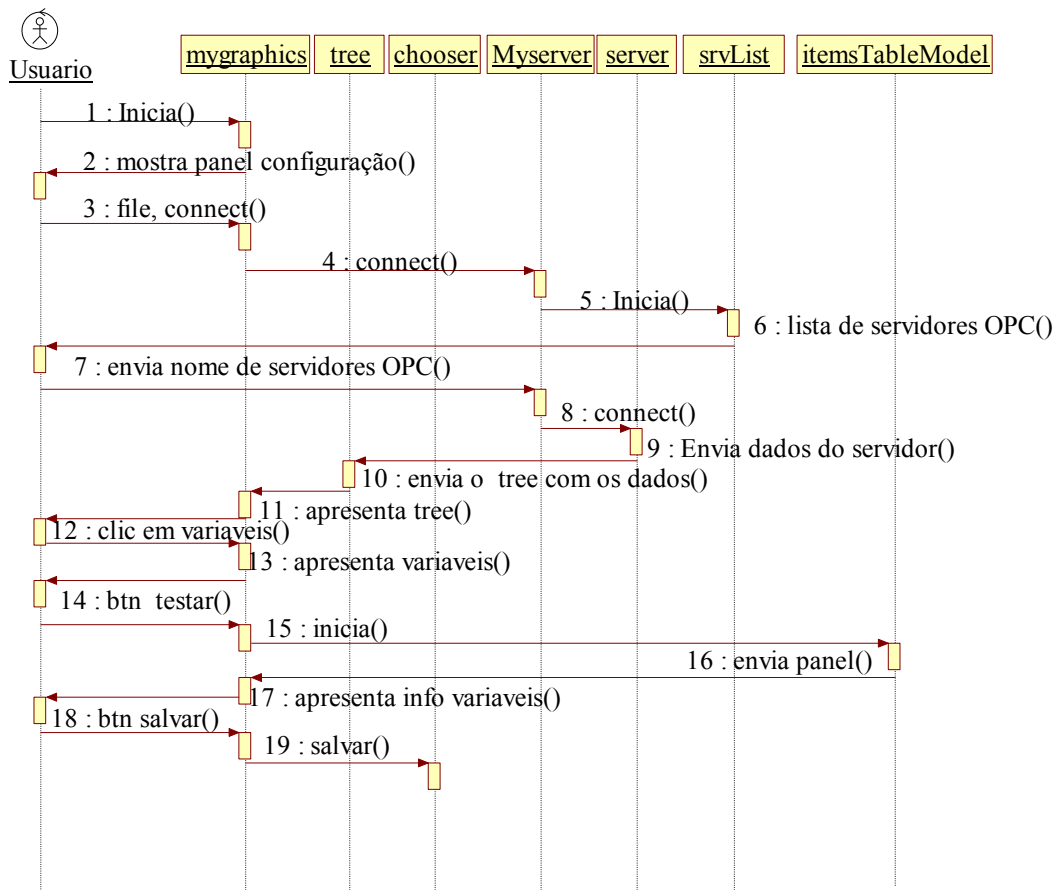 Usuario
mygraphics
tree
chooser
Myserver
server
srvList
itemsTableModel
1 : Inicia()
2 : mostra panel configuração()
3 : file, connect()
4 : connect()
5 : Inicia()
6 : lista de servidores OPC()
7 : envia nome de servidores OPC()
8 : connect()
9 : Envia dados do servidor()
10 : envia o tree com os dados()
11 : apresenta tree()
12 : clic em variaveis()
13 : apresenta variaveis()
14 : btn testar()
15 : inicia()
16 : envia panel()
17 : apresenta info variaveis()
18 : btn salvar()
19 : salvar()